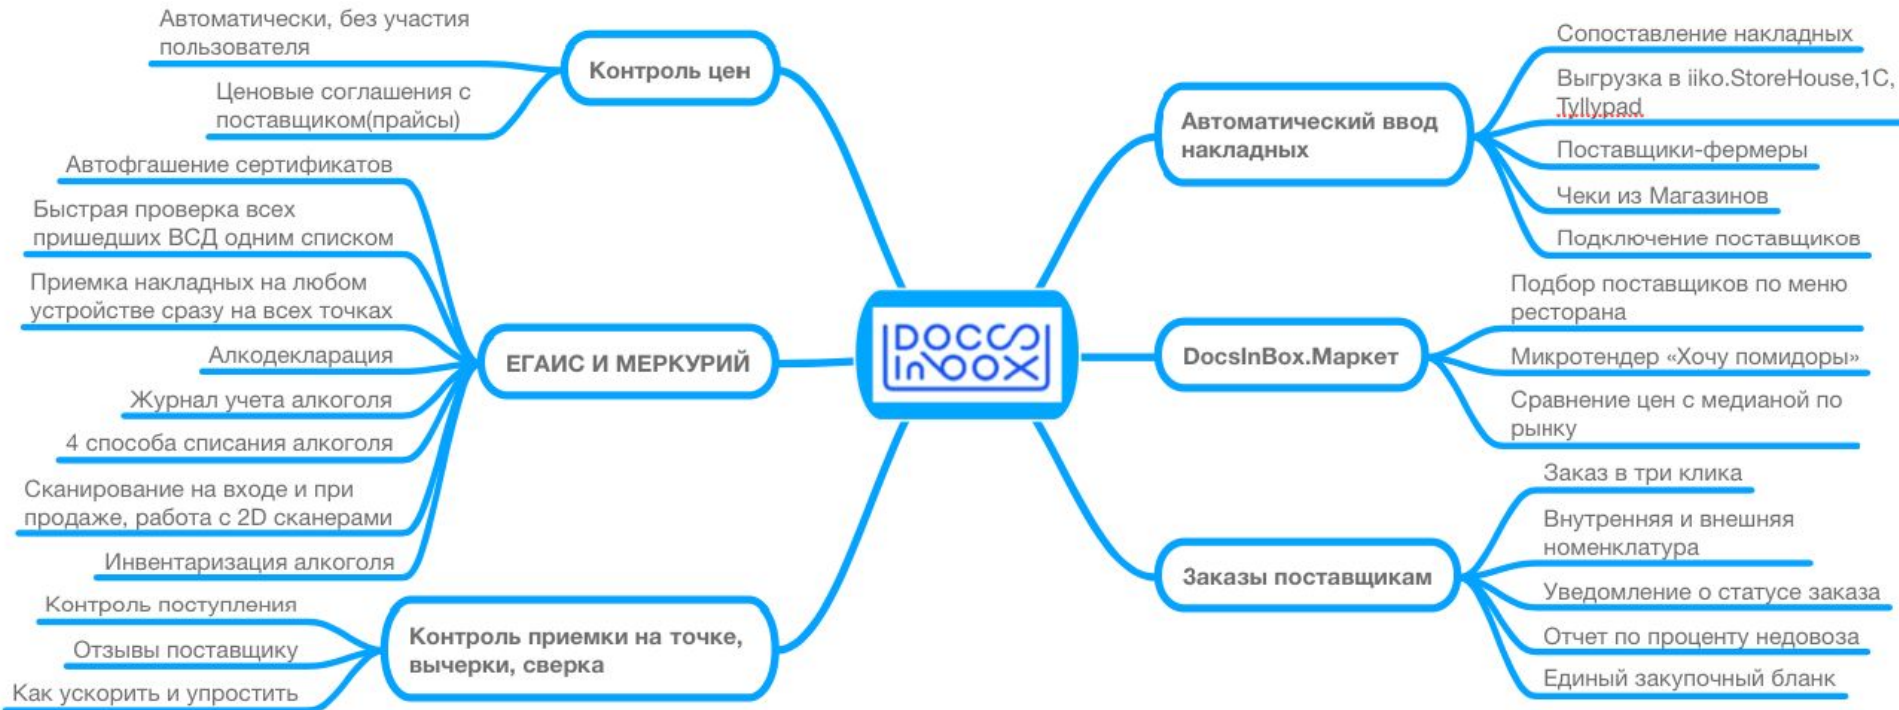 Автоматически, без участия
пользователя
Ценовые соглашения с
поставщиком(прайсы)
Контроль цен
Автофгашение сертификатов
Быстрая проверка всех
пришедших ВСД одним списком
Приемка накладных на любом
устройстве сразу на всех точках
Алкодекларация
Журнал учета алкоголя
4 способа списания алкоголя
Сканирование на входе и при
продаже, работа с 2D сканерами
Инвентаризация алкоголя
ЕГАИС И МЕРКУРИЙ
Контроль поступления
Отзывы поставщику
Как ускорить и упростить
Контроль приемки на точке,
вычерки, сверка
DOCS
InBOX
Автоматический ввод
накладных
Сопоставление накладных
Выгрузка в iiko.StoreHouse,1C,
Tyllypad
Поставщики-фермеры
Чеки из Магазинов
Подключение поставщиков
DocsInBox.Маркет
Подбор поставщиков по меню
ресторана
Микротендер «Хочу помидоры»
Сравнение цен с медианой по
рынку
Заказы поставщикам
Заказ в три клика
Внутренняя и внешняя
номенклатура
Уведомление о статусе заказа
Отчет по проценту недовоза
Единый закупочный бланк